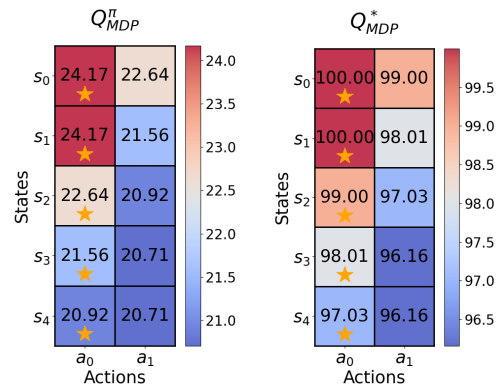 Q^π_MDP
Q^*_MDP
States
s0 24.17 22.64
s1 24.17 21.56
s2 22.64 20.92
s3 21.56 20.71
s4 20.92 20.71
a0 a1
Actions
24.0
23.5
23.0
22.5
22.0
21.5
21.0
States
s0 100.00 99.00
s1 100.00 98.01
s2 99.00 97.03
s3 98.01 96.16
s4 97.03 96.16
a0 a1
Actions
99.5
99.0
98.5
98.0
97.5
97.0
96.5